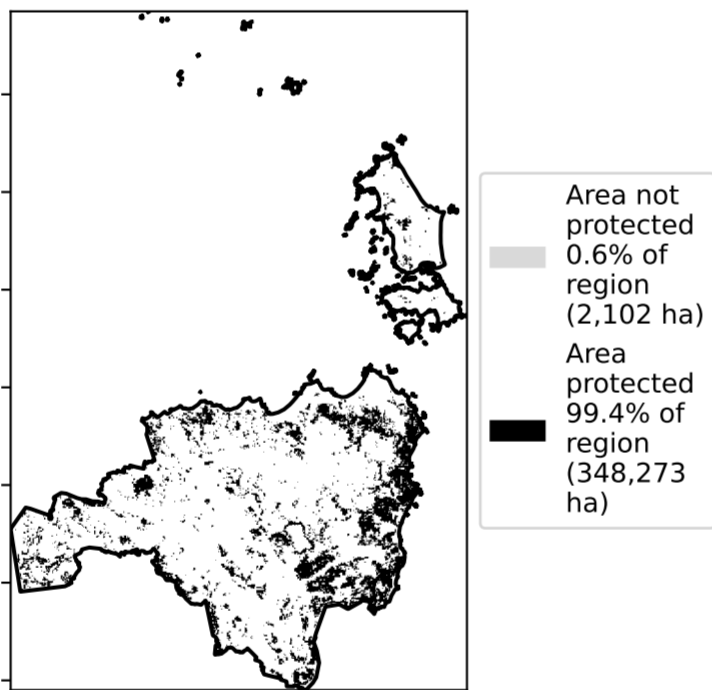 Area not
protected
0.6% of
region
(2,102 ha)
Area
protected
99.4% of
region
(348,273
ha)